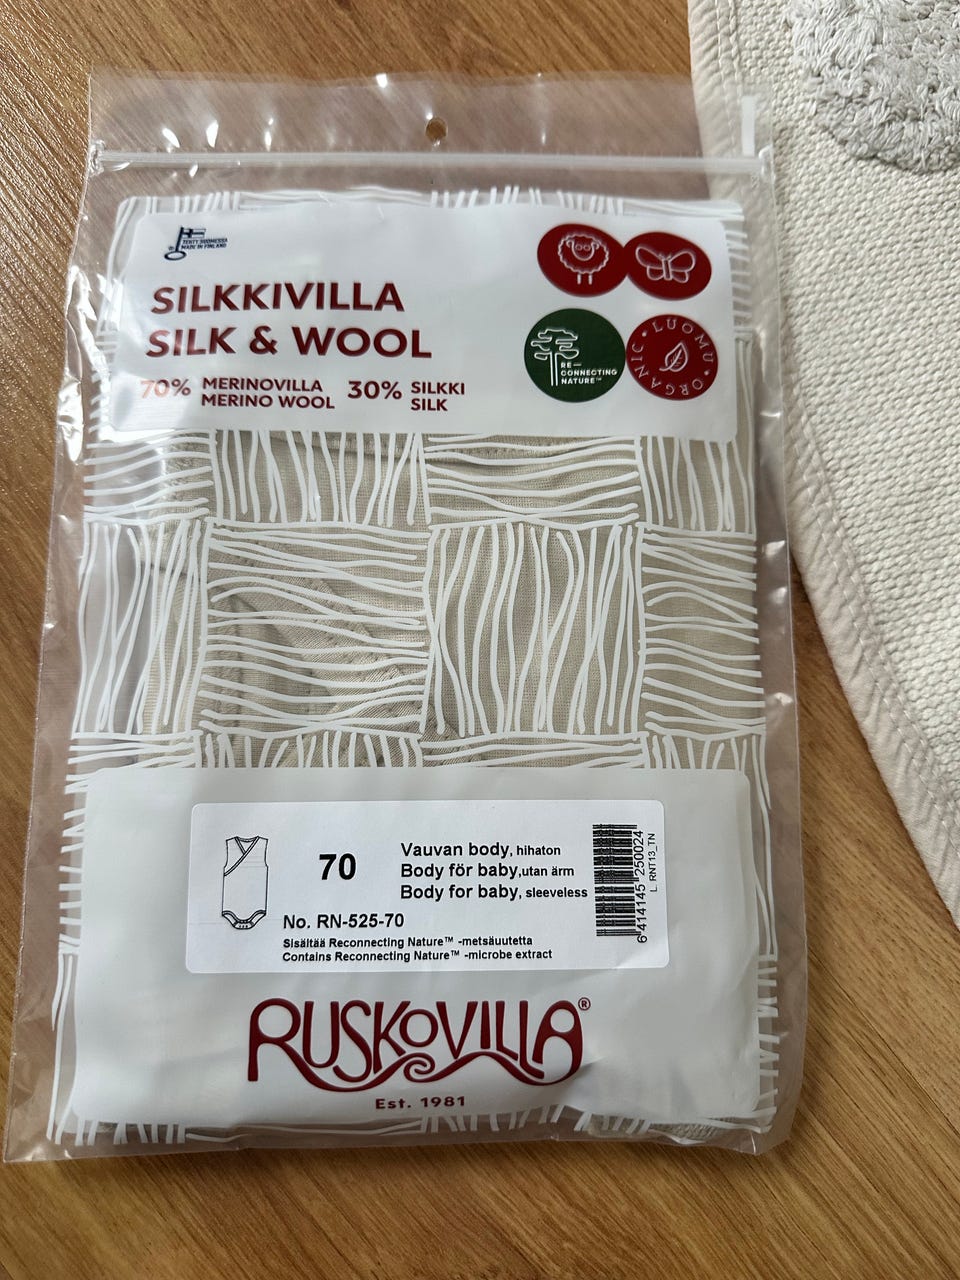 TEHTY SUOMESSA
MADE IN FINLAND
SILKKIVILLA
SILK & WOOL
70% MERINOVILLA
MERINO WOOL
30% SILKKI
SILK
RE-
CONNECTING
NATURE™
LUOMU • ORGANIC •
70
Vauvan body, hihaton
Body för baby,utan ärm
Body for baby, sleeveless
No. RN-525-70
Sisältää Reconnecting Nature™ -metsäuutetta
Contains Reconnecting Nature™ -microbe extract
6 414145 250024
L. RNT13_TN
RUSKOVILLA®
Est. 1981